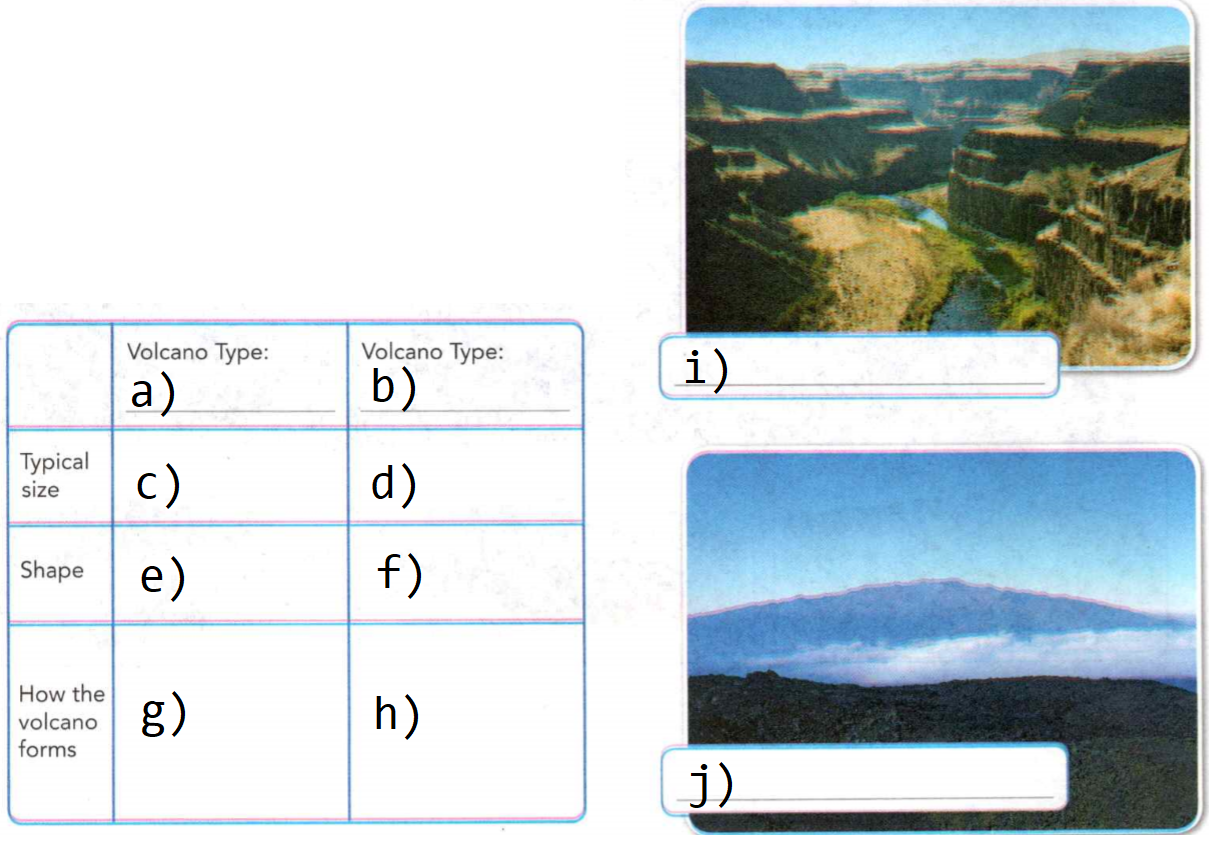 Volcano Type:
a)
Volcano Type:
b)
Typical
size
c)
d)
Shape
e)
f)
How the
volcano
forms
g)
h)
i)
j)